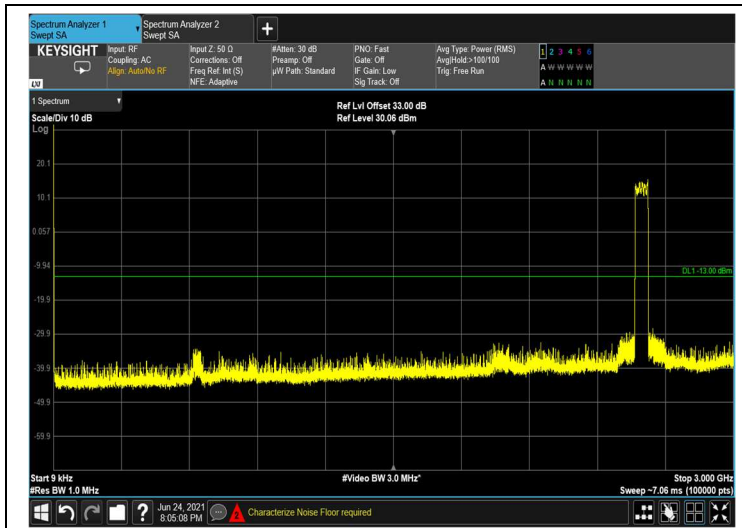 Spectrum Analyzer 1
Swept SA
Spectrum Analyzer 2
Swept SA
+
KEYSIGHT
LXI
Input: RF
Coupling: AC
Align: Auto/No RF
Input Z: 50 Ω
Corrections: Off
Freq Ref: Int (S)
NFE: Adaptive
#Atten: 30 dB
Preamp: Off
µW Path: Standard
PNO: Fast
Gate: Off
IF Gain: Low
Sig Track: Off
Avg Type: Power (RMS)
Avg|Hold:>100/100
Trig: Free Run
1 2 3 4 5 6
A W W W W W
A N N N N N
1 Spectrum
Scale/Div 10 dB
Ref Lvl Offset 33.00 dB
Ref Level 30.06 dBm
Log
20.1
10.1
0.057
-9.94
DL1 -13.00 dBm
-19.9
-29.9
-39.9
-49.9
-59.9
Start 9 kHz
#Video BW 3.0 MHz*
Stop 3.000 GHz
#Res BW 1.0 MHz
Sweep ~7.06 ms (100000 pts)
?
Jun 24, 2021
8:05:08 PM
Characterize Noise Floor required